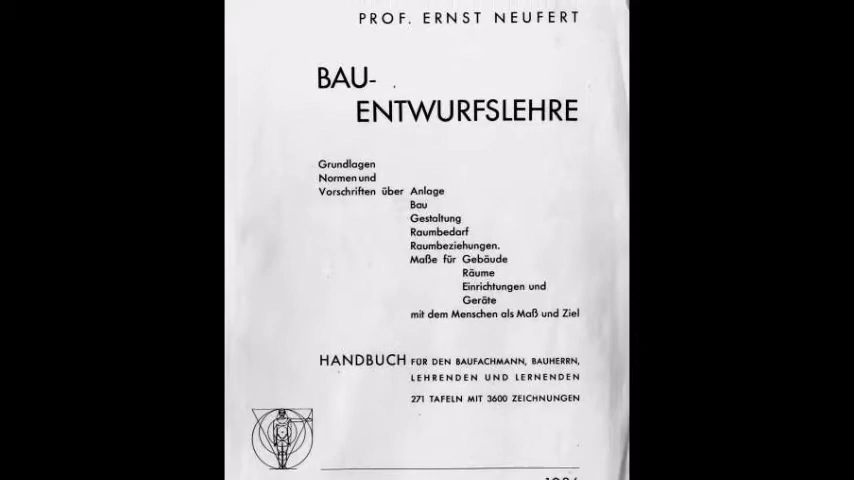 PROF. ERNST NEUFERT
BAU-
ENTWURFSLEHRE
Grundlagen
Normen und
Vorschriften über Anlage
Bau
Gestaltung
Raumbedarf
Raumbeziehungen.
Maße für Gebäude
Räume
Einrichtungen und
Geräte
mit dem Menschen als Maß und Ziel
HANDBUCH FÜR DEN BAUFACHMANN, BAUHERRN,
LEHRENDEN UND LERNENDEN
271 TAFELN MIT 3600 ZEICHNUNGEN